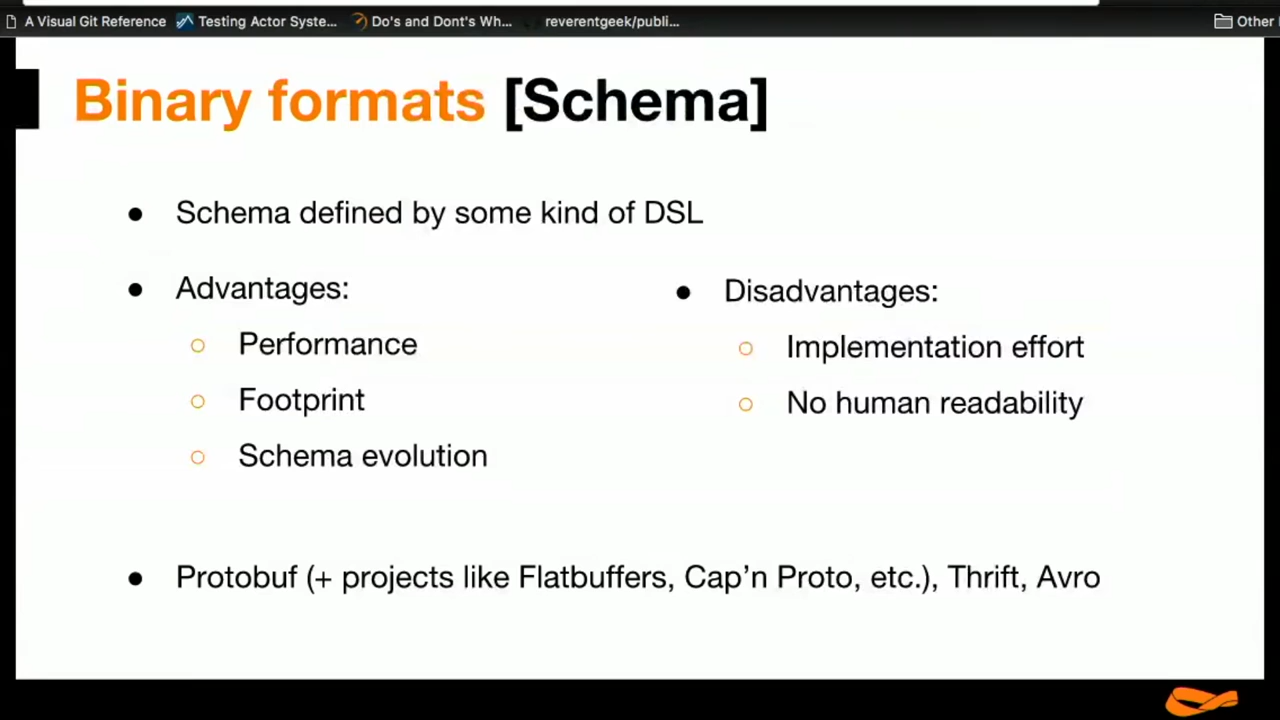 A Visual Git Reference Testing Actor Syste... Do's and Dont's Wh... reverentgeek/publi... Other
Binary formats [Schema]
● Schema defined by some kind of DSL
● Advantages:
○ Performance
○ Footprint
○ Schema evolution
● Disadvantages:
○ Implementation effort
○ No human readability
● Protobuf (+ projects like Flatbuffers, Cap’n Proto, etc.), Thrift, Avro